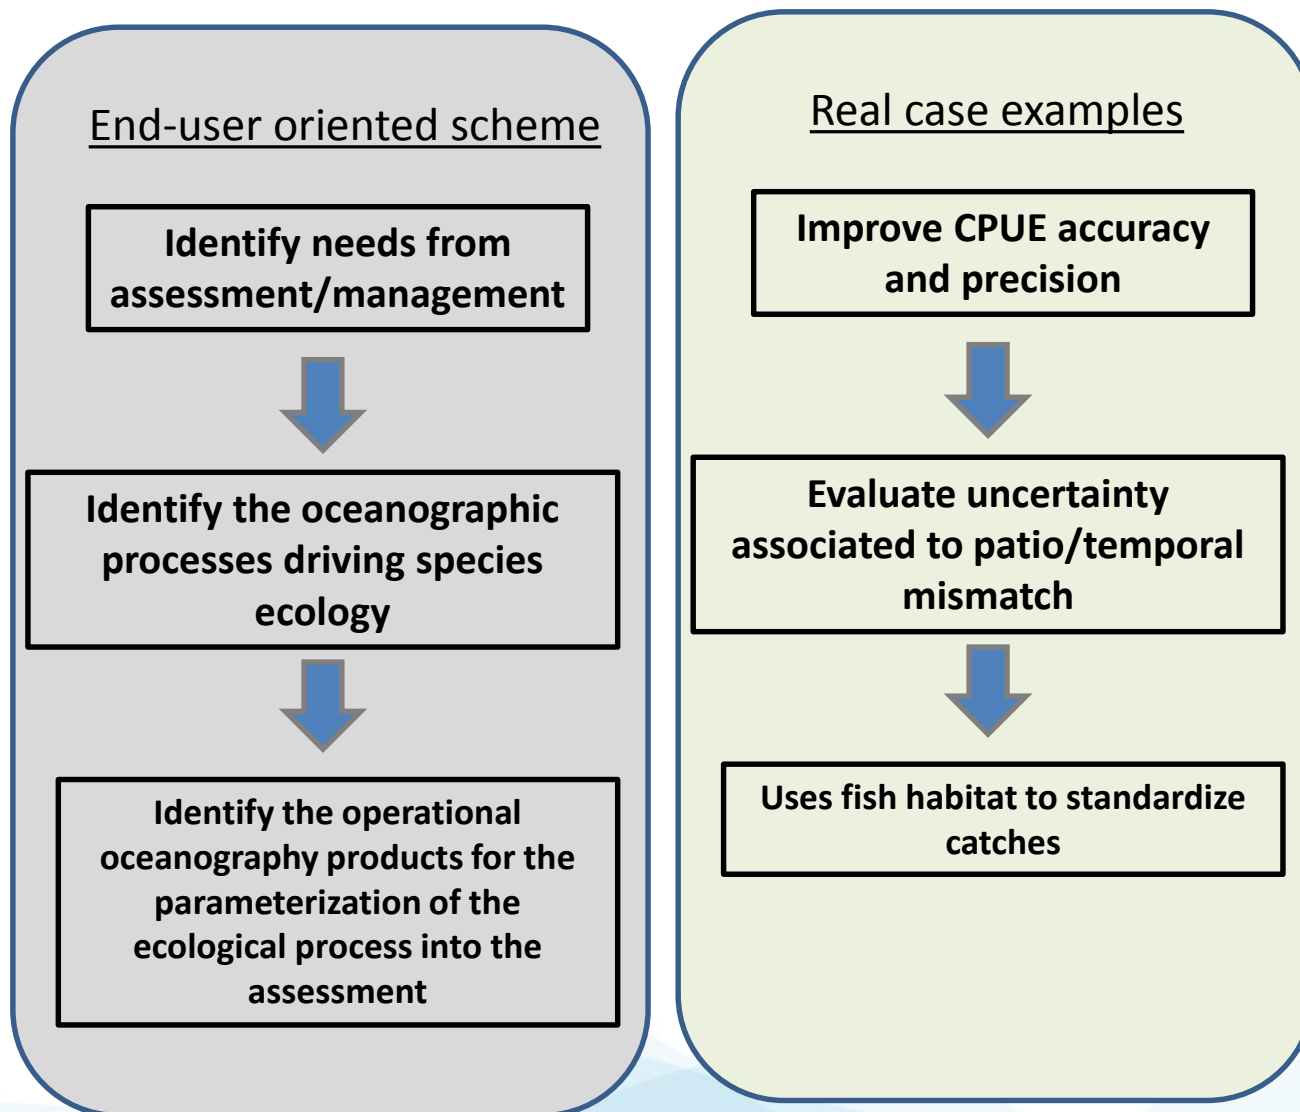 End-user oriented scheme
Identify needs from
assessment/management
Identify the oceanographic
processes driving species
ecology
Identify the operational
oceanography products for the
parameterization of the
ecological process into the
assessment
Real case examples
Improve CPUE accuracy
and precision
Evaluate uncertainty
associated to patio/temporal
mismatch
Uses fish habitat to standardize
catches